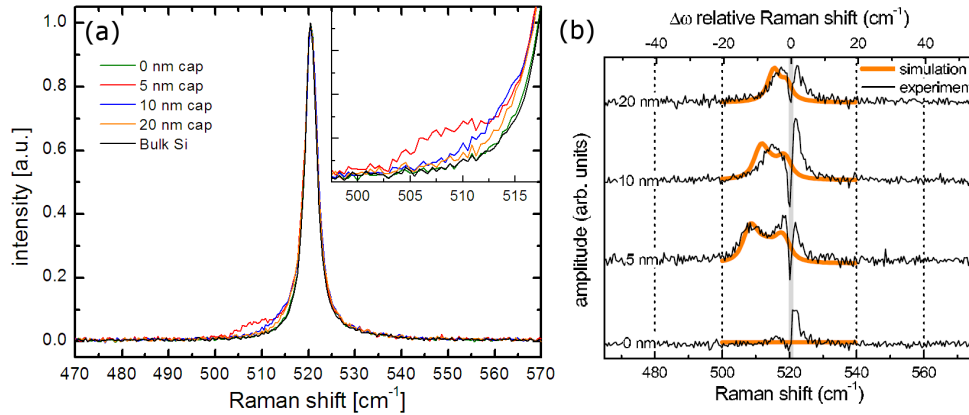 (a)
0 nm cap
5 nm cap
10 nm cap
20 nm cap
Bulk Si
intensity [a.u.]
1.0
0.8
0.6
0.4
0.2
0.0
500 505 510 515
470 480 490 500 510 520 530 540 550 560 570
Raman shift [cm-1]
(b)
Δω relative Raman shift (cm-1)
-40 -20 0 20 40
simulation
experiment
20 nm
10 nm
5 nm
0 nm
amplitude (arb. units)
480 500 520 540 560
Raman shift (cm-1)